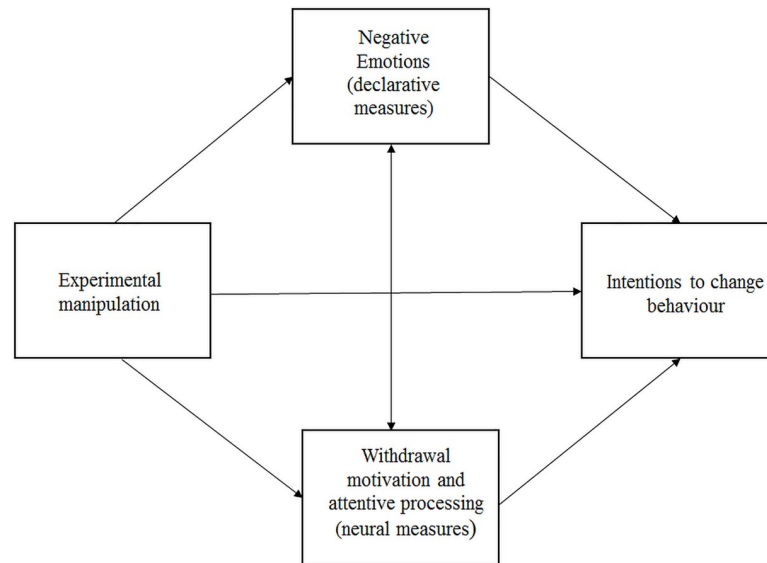 Negative
Emotions
(declarative
measures)
Experimental
manipulation
Intentions to change
behaviour
Withdrawal
motivation and
attentive processing
(neural measures)